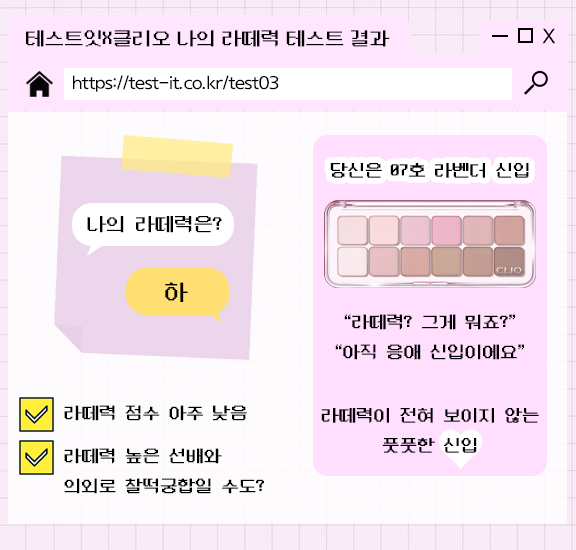 테스트잇X클리오 나의 라떼력 테스트 결과
X
https://test-it.co.kr/test03
나의 라떼력은?
하
당신은 07호 라벤더 신입
CLIO
“라떼력? 그게 뭐죠?”
“아직 응애 신입이에요”
라떼력이 전혀 보이지 않는
풋풋한 신입
라떼력 점수 아주 낮음
라떼력 높은 선배와
의외로 찰떡궁합일 수도?